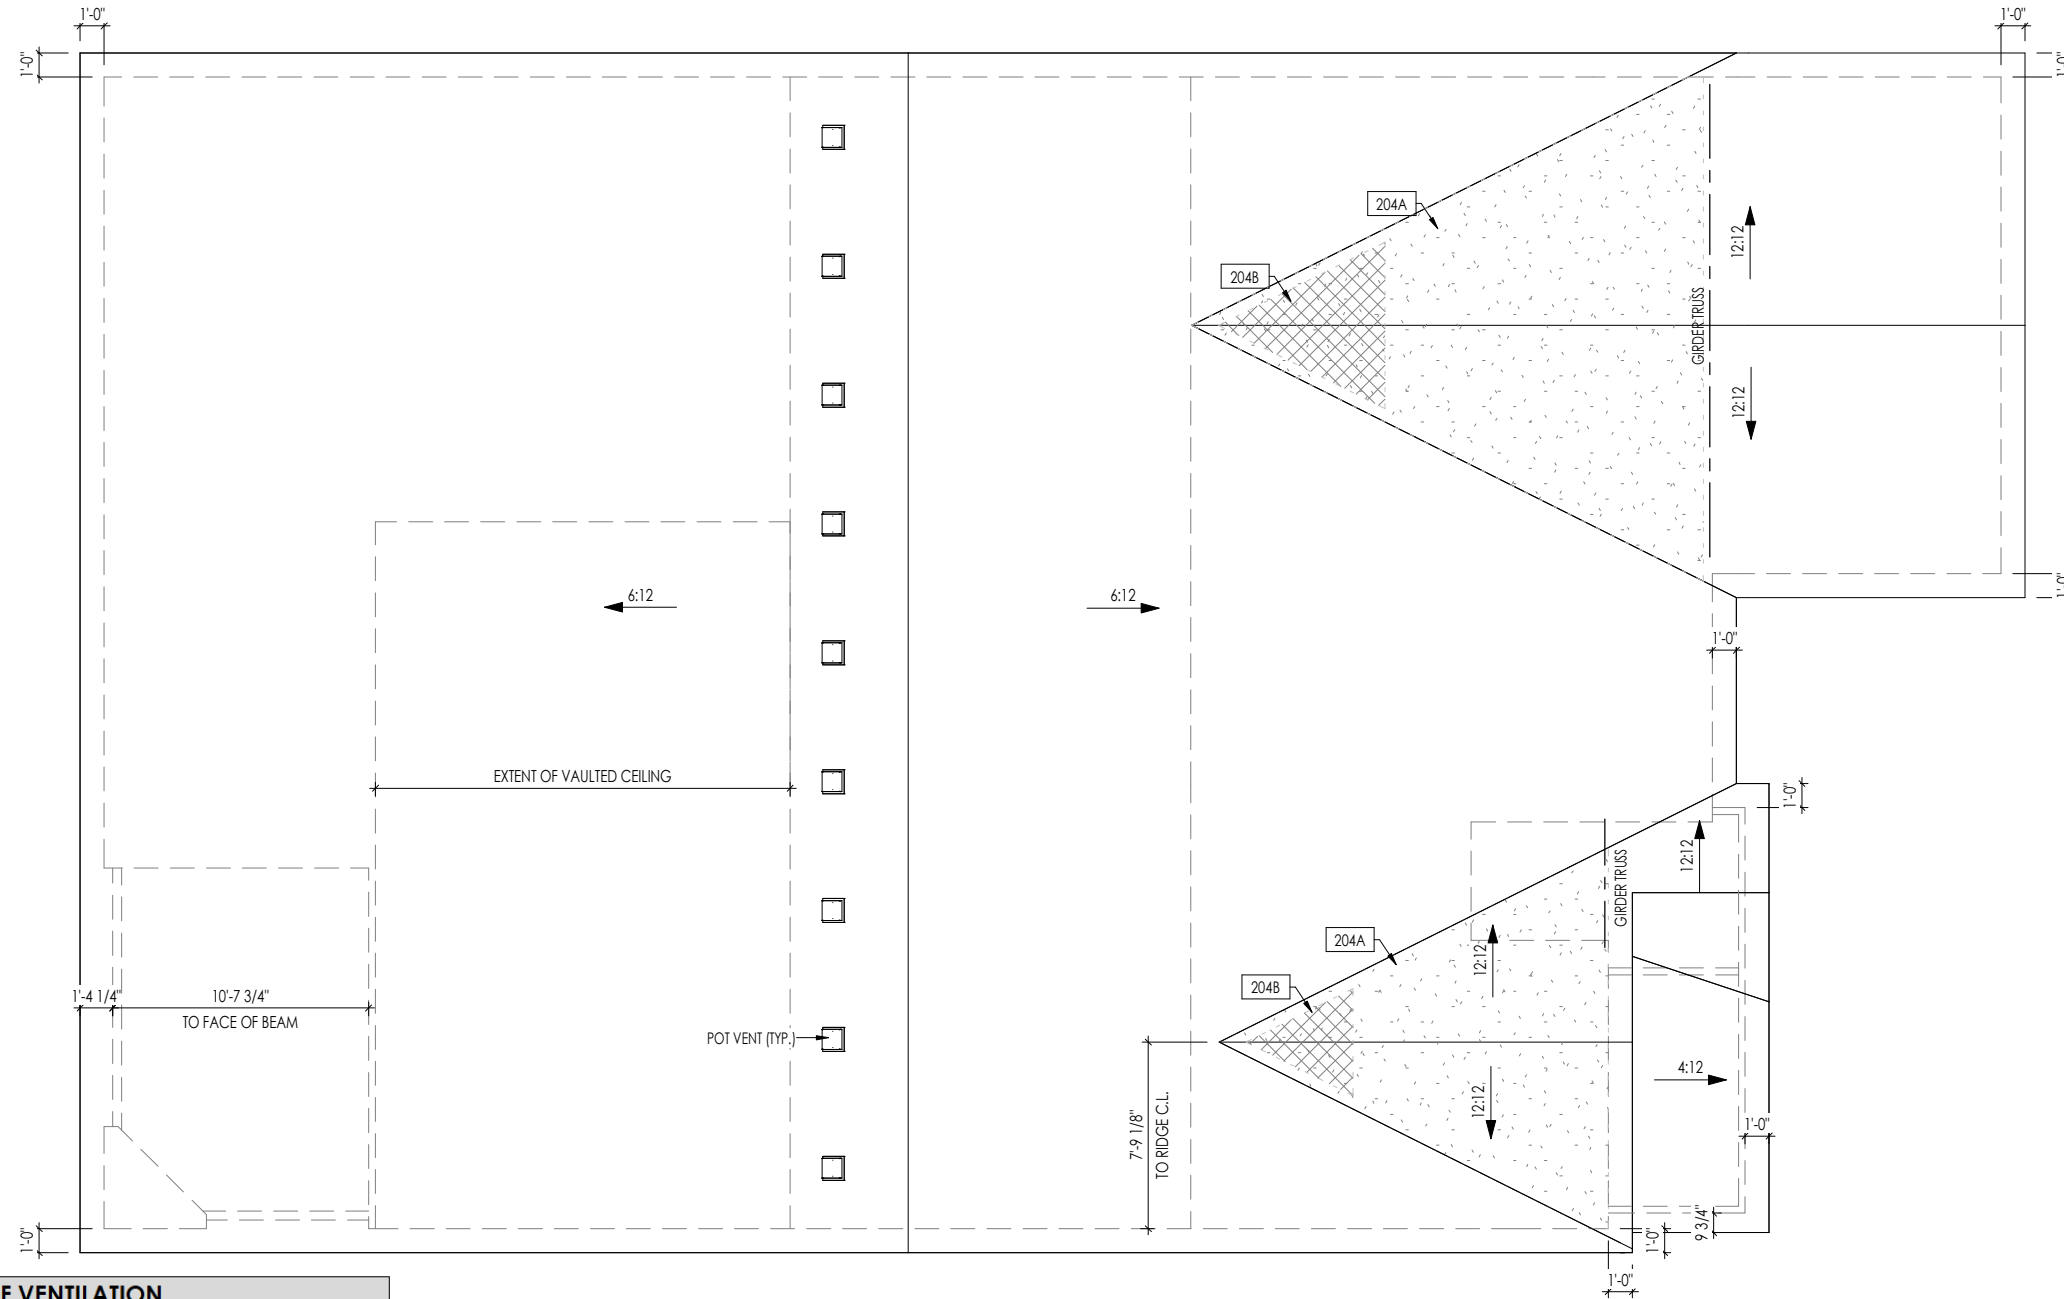 1'-0"
1'-0"
1'-0"
1'-0"
204A
204B
12:12
GIRDER TRUSS
12:12
1'-0"
6:12
6:12
1'-0"
EXTENT OF VAULTED CEILING
1'-0"
12:12
GIRDER TRUSS
204A
12:12
204B
1'-4 1/4"
10'-7 3/4"
TO FACE OF BEAM
POT VENT (TYP.)
4:12
12:12
7'-9 1/8"
TO RIDGE C.L.
1'-0"
9 3/4"
1'-0"
1'-0"
1'-0"
E VENTILATION